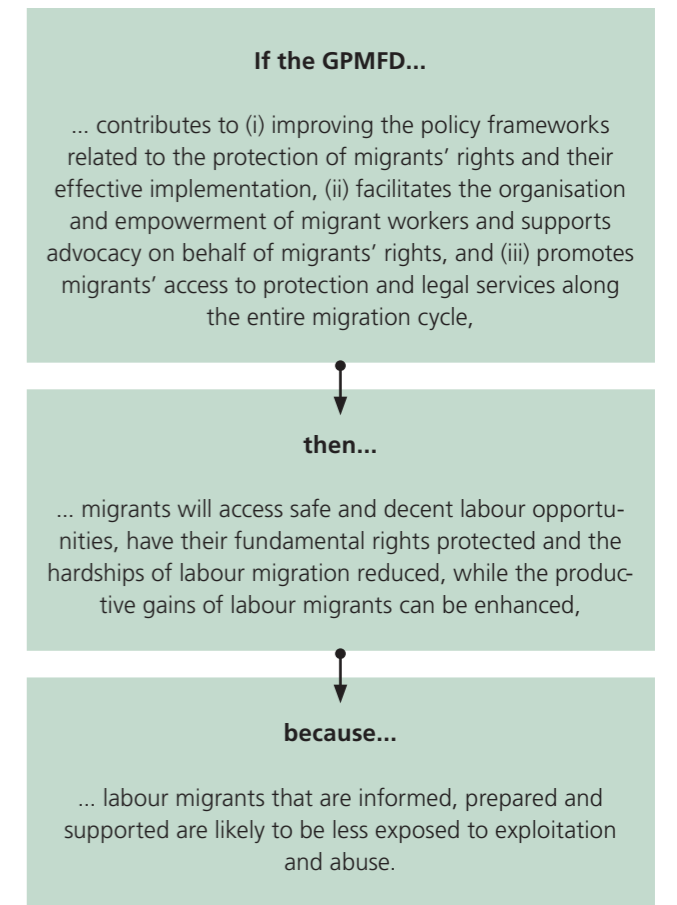 If the GPMFD...
... contributes to (i) improving the policy frameworks
related to the protection of migrants’ rights and their
effective implementation, (ii) facilitates the organisation
and empowerment of migrant workers and supports
advocacy on behalf of migrants’ rights, and (iii) promotes
migrants’ access to protection and legal services along
the entire migration cycle,
then...
... migrants will access safe and decent labour opportu-
nities, have their fundamental rights protected and the
hardships of labour migration reduced, while the produc-
tive gains of labour migrants can be enhanced,
because...
... labour migrants that are informed, prepared and
supported are likely to be less exposed to exploitation
and abuse.